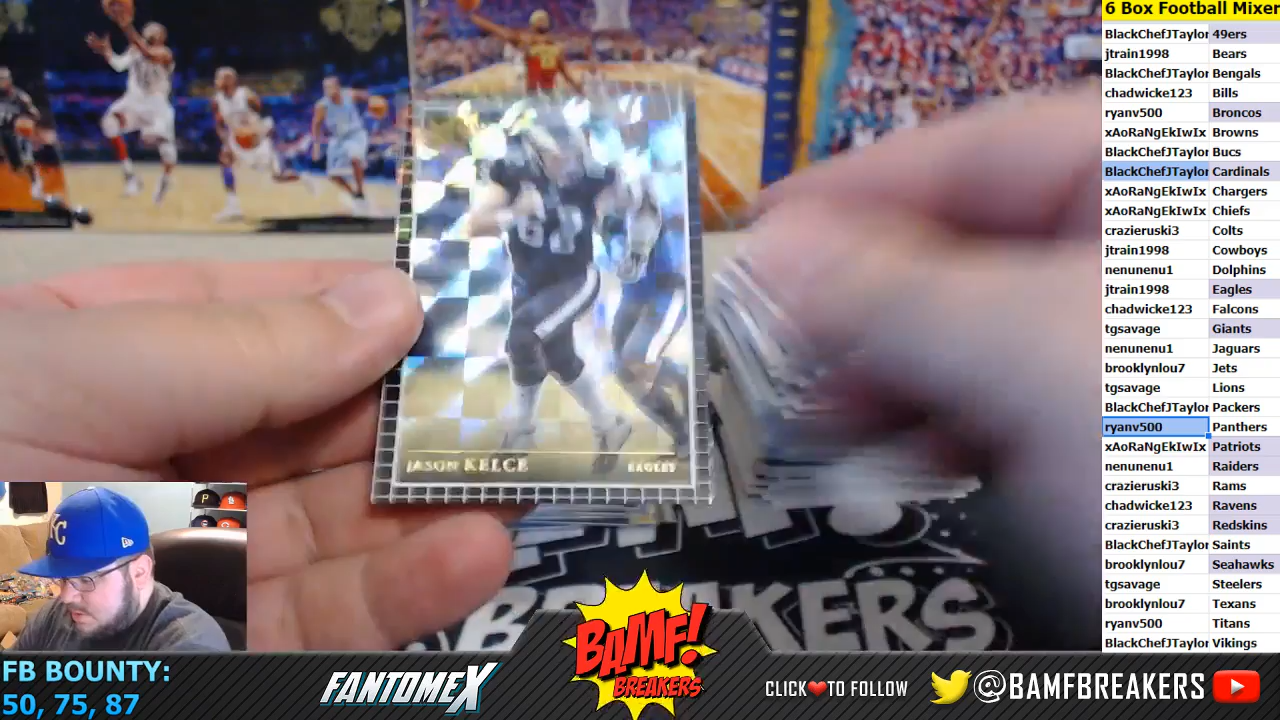 6 Box Football Mixer
BlackChefJTaylor 49ers
jtrain1998 Bears
BlackChefJTaylor Bengals
chadwicke123 Bills
ryanv500 Broncos
xAoRaNgEkIwIx Browns
BlackChefJTaylor Bucs
BlackChefJTaylor Cardinals
xAoRaNgEkIwIx Chargers
xAoRaNgEkIwIx Chiefs
crazieruski3 Colts
jtrain1998 Cowboys
nenunenu1 Dolphins
jtrain1998 Eagles
chadwicke123 Falcons
tgsavage Giants
nenunenu1 Jaguars
brooklynlou7 Jets
tgsavage Lions
BlackChefJTaylor Packers
ryanv500 Panthers
xAoRaNgEkIwIx Patriots
nenunenu1 Raiders
crazieruski3 Rams
chadwicke123 Ravens
crazieruski3 Redskins
BlackChefJTaylor Saints
brooklynlou7 Seahawks
tgsavage Steelers
brooklynlou7 Texans
ryanv500 Titans
BlackChefJTaylor Vikings
JASON KELCE EAGLES
KC
BREAKERS
FB BOUNTY:
50, 75, 87
FANTOMEX
BAMF!
BREAKERS
CLICK❤TO FOLLOW
@BAMFBREAKERS